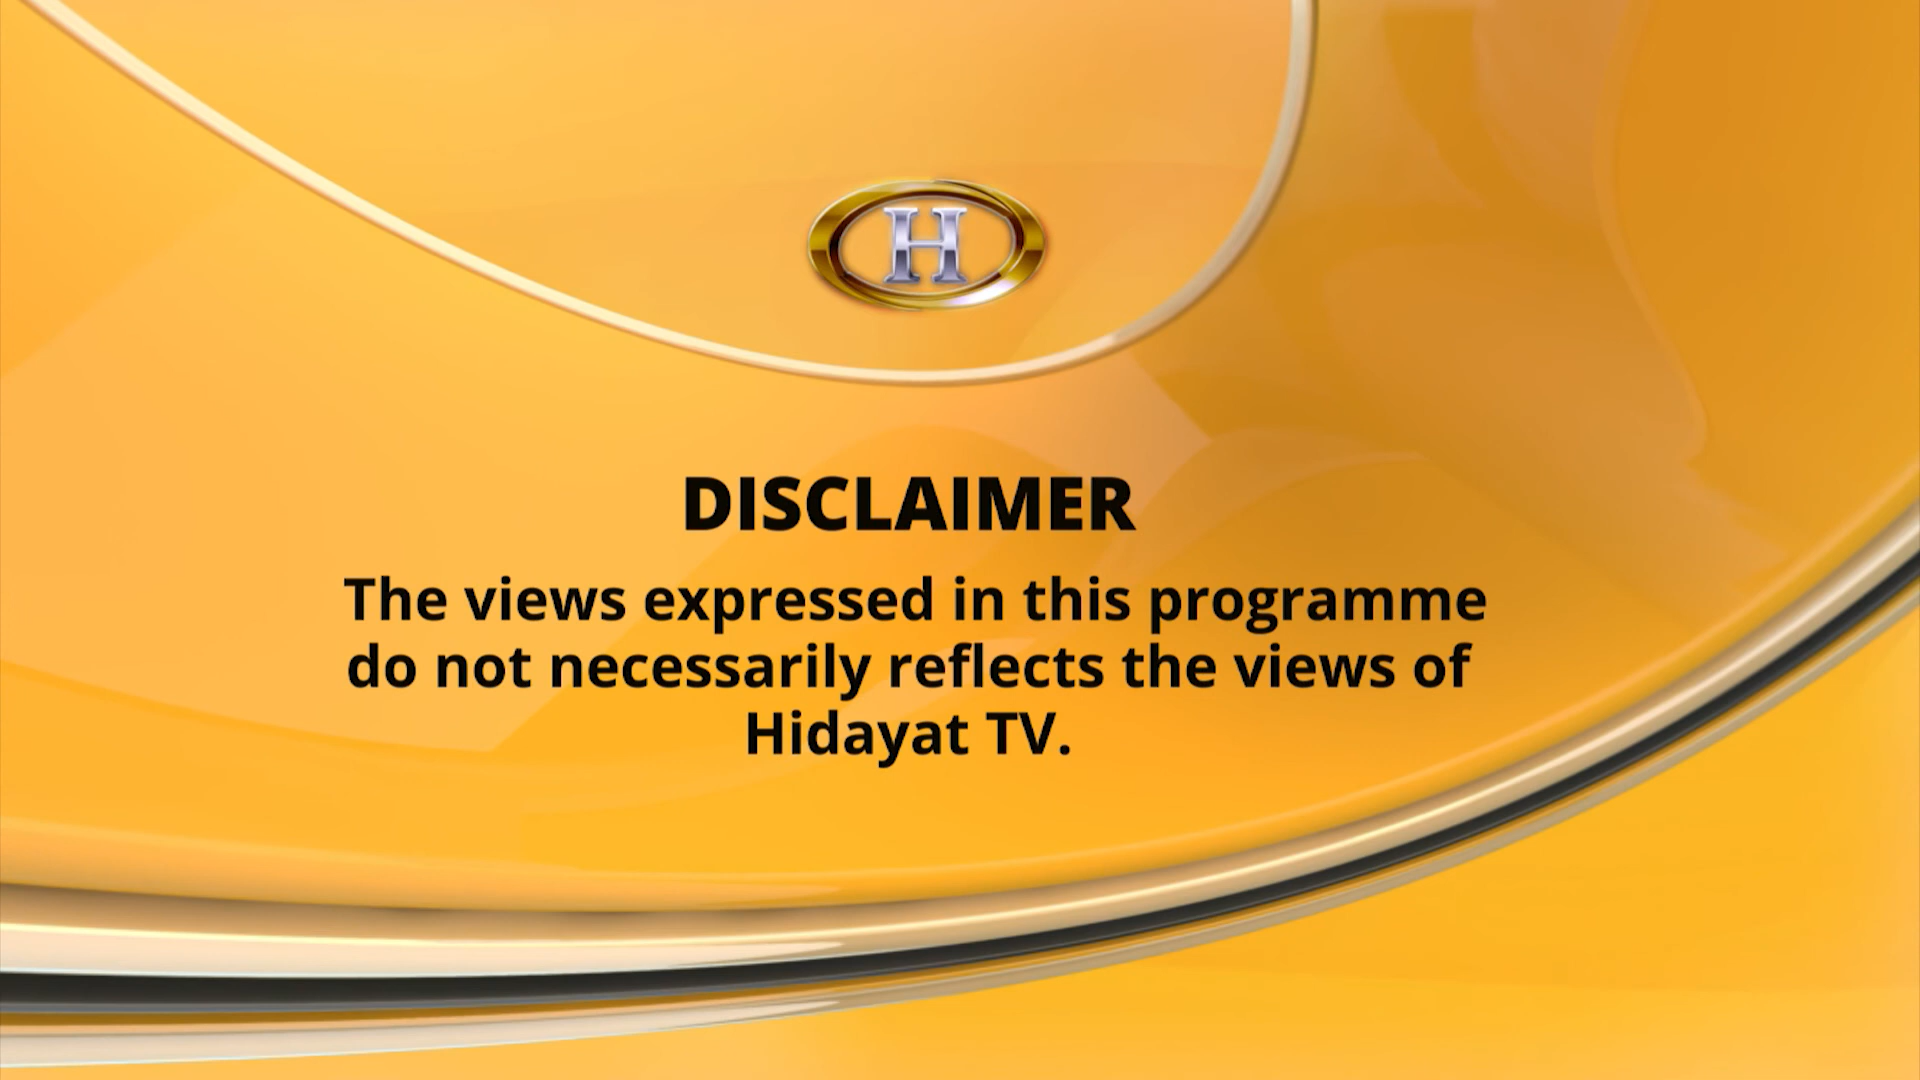 H
DISCLAIMER
The views expressed in this programme
do not necessarily reflects the views of
Hidayat TV.